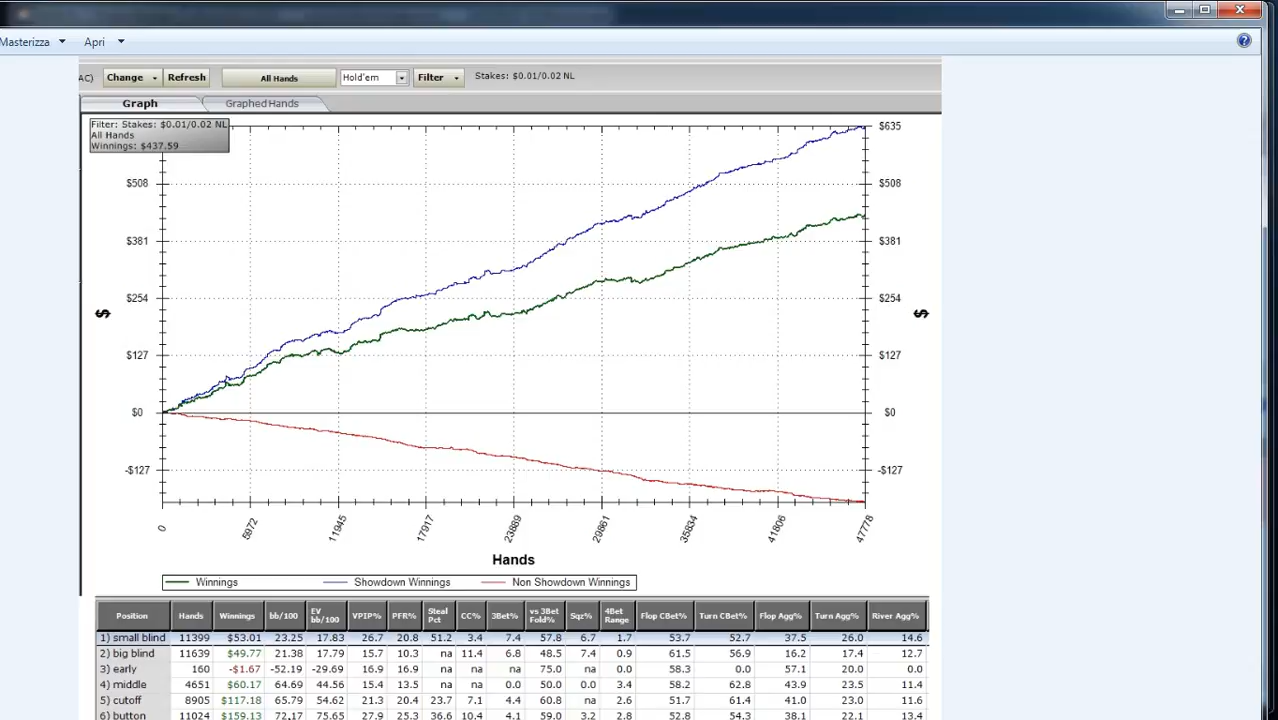 Masterizza Apri
AC) Change Refresh All Hands Hold'em Filter Stakes: $0.01/0.02 NL
Graph Graphed Hands
Filter: Stakes: $0.01/0.02 NL
All Hands
Winnings: $437.59
$635
$508 $508
$381 $381
$254 $254
$ $
$127 $127
$0 $0
-$127 -$127
0 5972 11945 17917 23889 29861 35834 41806 47778
Hands
Winnings Showdown Winnings Non Showdown Winnings
Position Hands Winnings bb/100 EV bb/100 VPIP% PFR% Steal Pct CC% 3Bet% vs 3Bet Fold% Sqz% 4Bet Range Flop CBet% Turn CBet% Flop Agg% Turn Agg% River Agg%
1) small blind 11399 $53.01 23.25 17.83 26.7 20.8 51.2 3.4 7.4 57.8 6.7 1.7 53.7 52.7 37.5 26.0 14.6
2) big blind 11639 $49.77 21.38 17.79 15.7 10.3 na 11.4 6.8 48.5 7.4 0.9 61.5 55.9 16.2 17.4 12.7
3) early 160 -$1.67 -52.19 -29.69 16.9 16.9 na na na 75.0 na na 58.3 0.0 57.1 20.0 0.0
4) middle 4651 $60.17 64.69 44.56 15.4 13.5 na na 0.0 50.0 0.0 3.4 58.2 62.8 43.9 23.5 11.4
5) cutoff 8905 $117.18 65.79 54.62 21.3 20.4 23.7 7.1 4.4 60.8 na 2.6 51.7 61.4 41.0 23.0 11.6
6) button 11024 $159.13 72.17 75.65 27.9 25.3 36.6 10.4 4.1 59.0 3.2 2.8 52.8 54.3 38.1 22.1 13.4